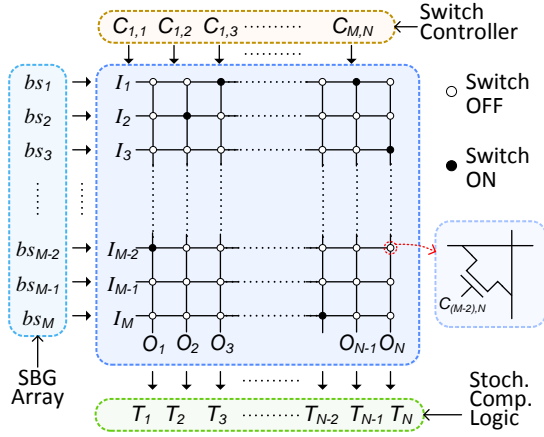 C1,1 C1,2 C1,3 ......... CM,N
Switch
Controller
bs1 I1
bs2 I2
bs3 I3
Switch
OFF
Switch
ON
bsM-2 IM-2
bsM-1 IM-1
bsM IM
C(M-2),N
O1 O2 O3 ON-1 ON
SBG
Array
T1 T2 T3 ......... TN-2 TN-1 TN
Stoch.
Comp.
Logic